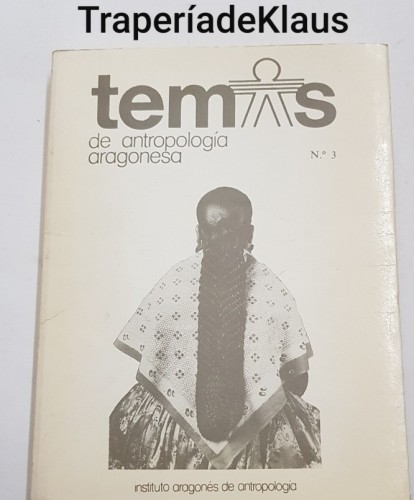 TraperíadeKlaus
temas
de antropología
aragonesa
N.º 3
instituto aragonés de antropología